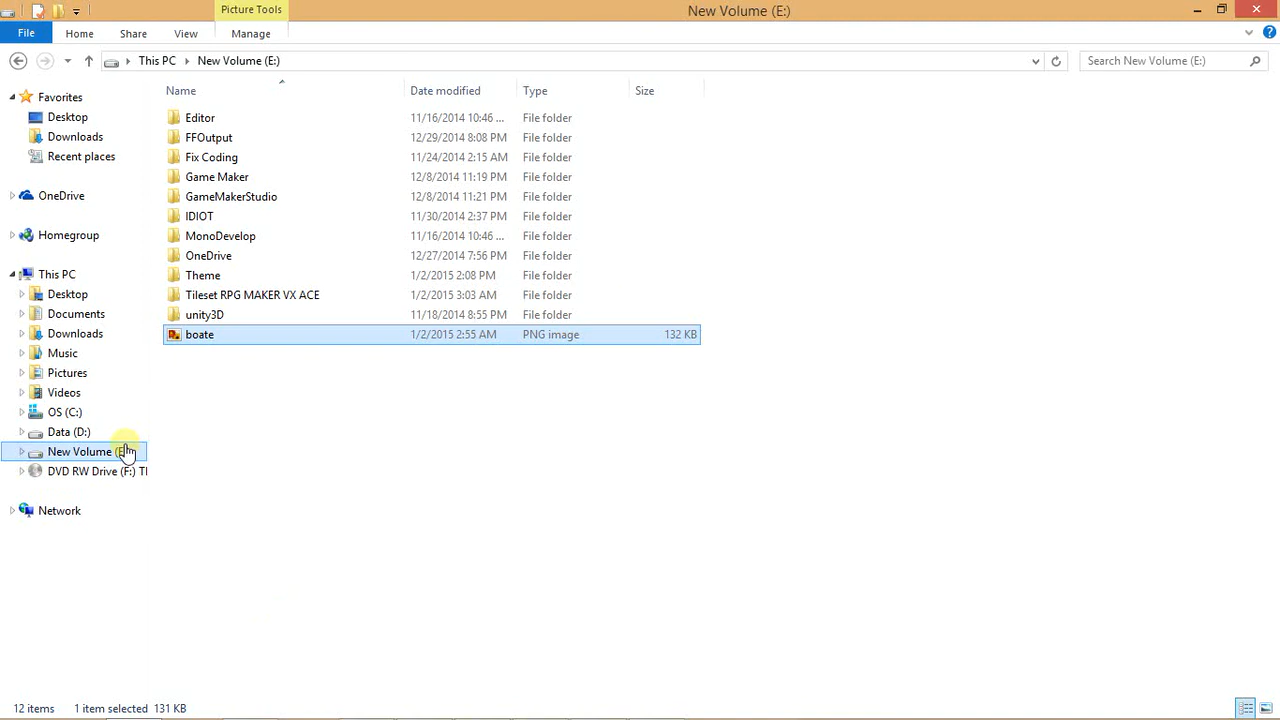 Picture Tools
New Volume (E:)
File Home Share View Manage
This PC New Volume (E:)
Search New Volume (E:)
Name Date modified Type Size
Favorites
Desktop
Downloads
Recent places
OneDrive
Homegroup
This PC
Desktop
Documents
Downloads
Music
Pictures
Videos
OS (C:)
Data (D:)
New Volume
DVD RW Drive (F:) TI
Network
Editor 11/16/2014 10:46 ... File folder
FFOutput 12/29/2014 8:08 PM File folder
Fix Coding 11/24/2014 2:15 AM File folder
Game Maker 12/8/2014 11:19 PM File folder
GameMakerStudio 12/8/2014 11:21 PM File folder
IDIOT 11/30/2014 2:37 PM File folder
MonoDevelop 11/16/2014 10:46 ... File folder
OneDrive 12/27/2014 7:56 PM File folder
Theme 1/2/2015 2:08 PM File folder
Tileset RPG MAKER VX ACE 1/2/2015 3:03 AM File folder
unity3D 11/18/2014 8:55 PM File folder
boate 1/2/2015 2:55 AM PNG image 132 KB
12 items 1 item selected 131 KB